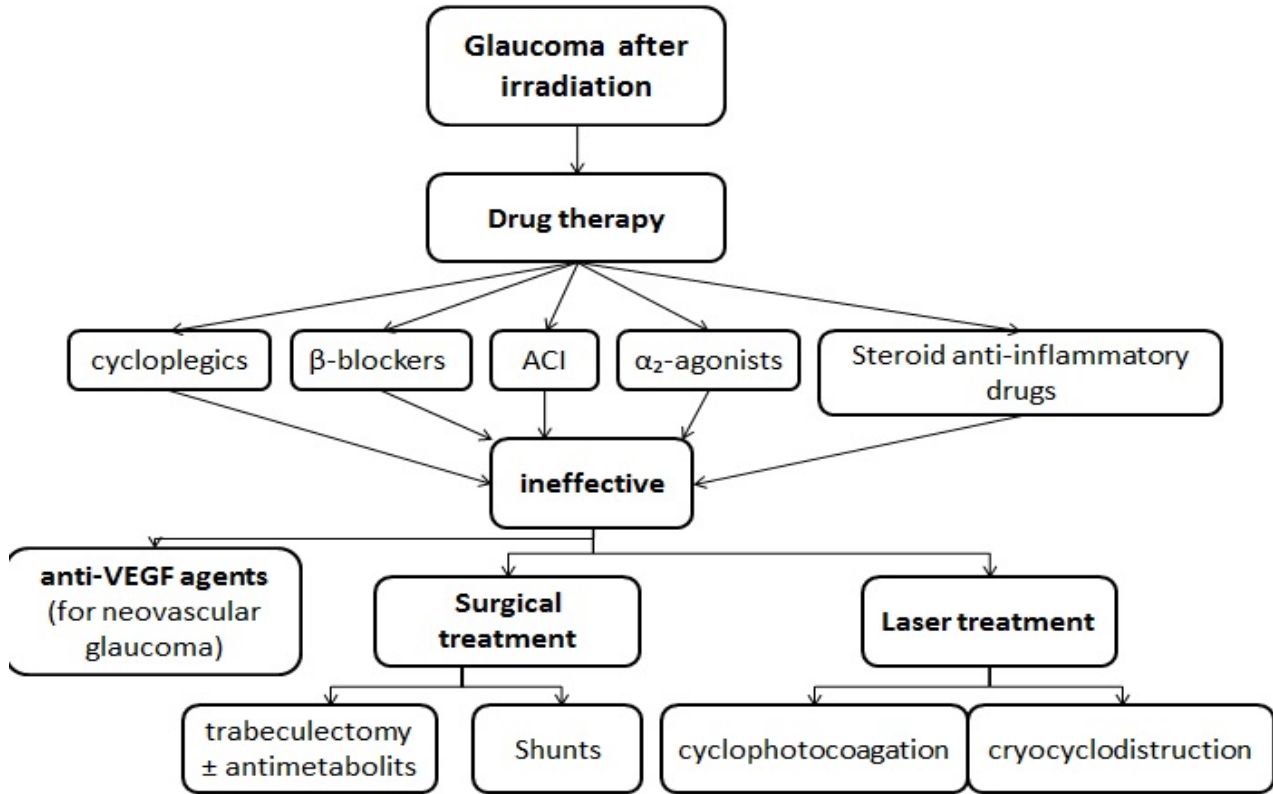 Glaucoma after
irradiation
Drug therapy
cycloplegics
β-blockers
ACI
α₂-agonists
Steroid anti-inflammatory
drugs
ineffective
anti-VEGF agents
(for neovascular
glaucoma)
Surgical
treatment
Laser treatment
trabeculectomy
± antimetabolits
Shunts
cyclophotocoagation
cryocyclodistruction